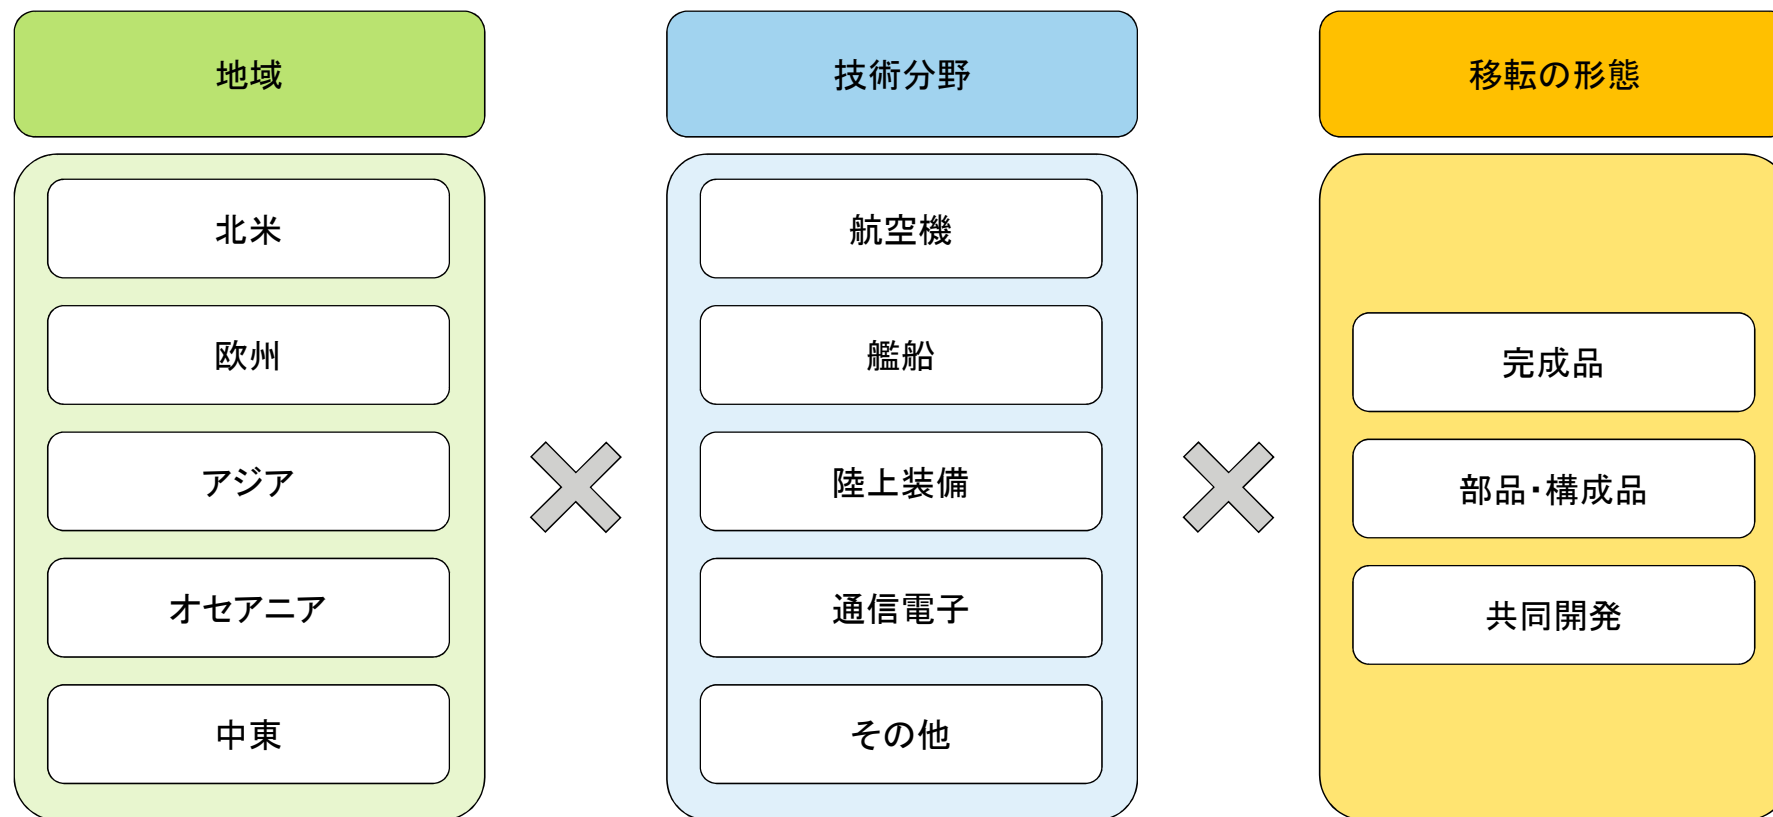 地域
北米
欧州
アジア
オセアニア
中東
技術分野
航空機
艦船
陸上装備
通信電子
その他
移転の形態
完成品
部品・構成品
共同開発